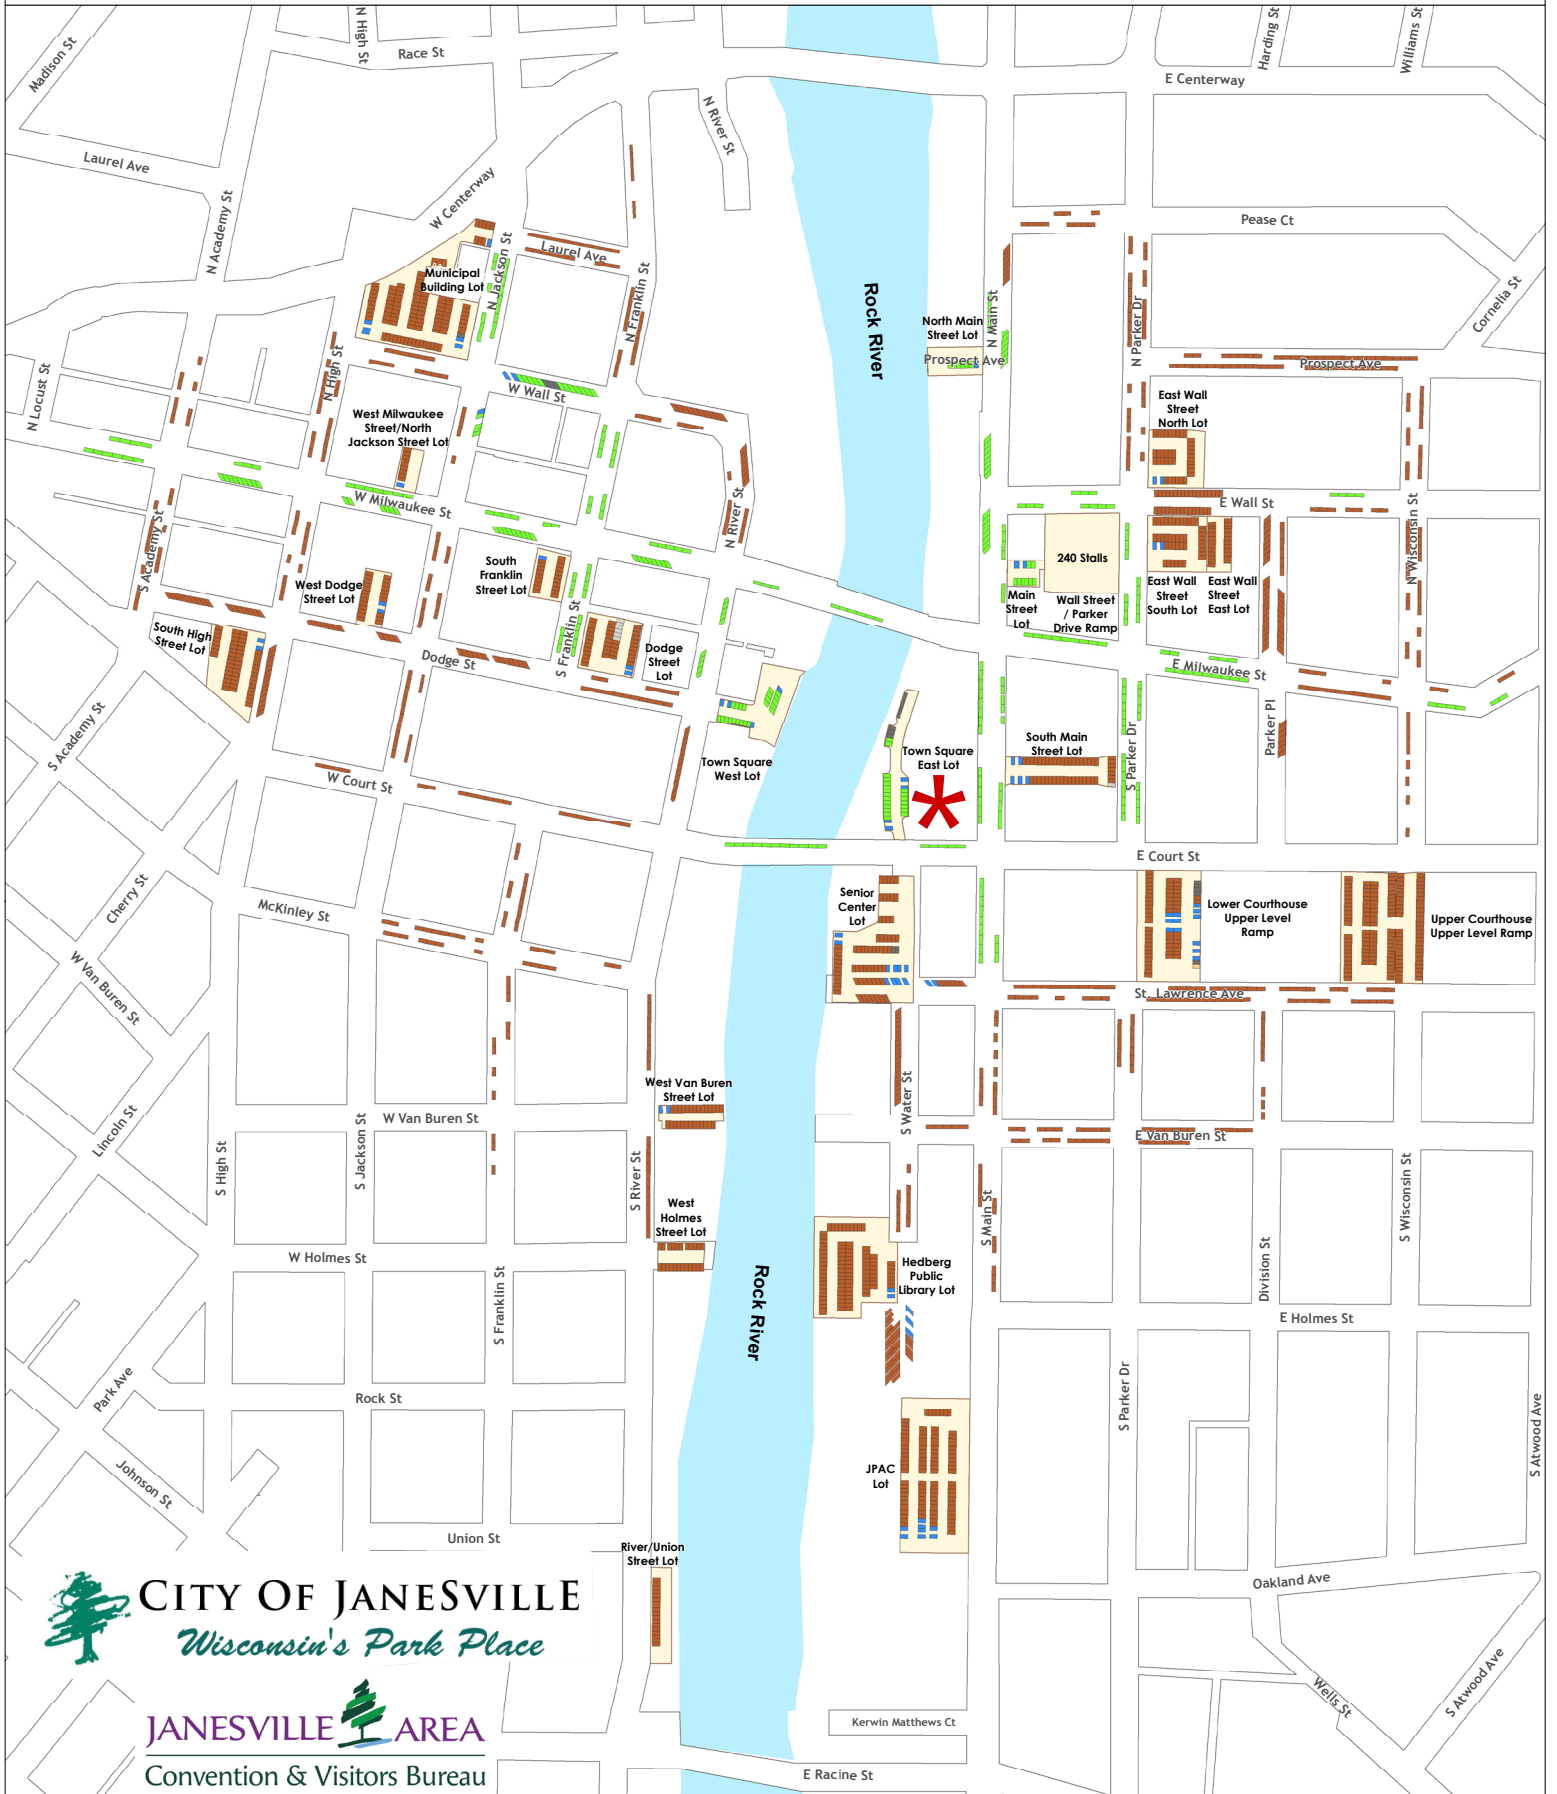 N High St
Race St
Madison St
Harding St
Williams St
E Centerway
N River St
Laurel Ave
W Centerway
N Academy St
Pease Ct
N Jackson St
Laurel Ave
Municipal
Building Lot
N Franklin St
Rock River
North Main
Street Lot
N Main St
N Parker Dr
Cornelia St
Prospect Ave
Prospect Ave
N Locust St
N High St
W Wall St
West Milwaukee
Street/North
Jackson Street Lot
East Wall
Street
North Lot
W Milwaukee St
N River St
E Wall St
N Wisconsin St
S Academy St
South
Franklin
Street Lot
240 Stalls
West Dodge
Street Lot
Main
Street
Lot
Wall Street
/ Parker
Drive Ramp
East Wall
Street
South Lot
East Wall
Street
East Lot
South High
Street Lot
S Franklin St
Dodge St
Dodge
Street
Lot
E Milwaukee St
S Academy St
Parker Pl
S Parker Dr
Town Square
West Lot
Town Square
East Lot
South Main
Street Lot
W Court St
E Court St
Cherry St
McKinley St
Senior
Center
Lot
Lower Courthouse
Upper Level
Ramp
Upper Courthouse
Upper Level Ramp
W Van Buren St
St. Lawrence Ave
West Van Buren
Street Lot
S Water St
Lincoln St
W Van Buren St
E Van Buren St
S High St
S Jackson St
S River St
S Main St
S Wisconsin St
West
Holmes
Street Lot
W Holmes St
Hedberg
Public
Library Lot
Division St
S Franklin St
Rock River
E Holmes St
Park Ave
Rock St
S Parker Dr
S Atwood Ave
Johnson St
JPAC
Lot
Union St
River/Union
Street Lot
Oakland Ave
CITY OF JANESVILLE
Wisconsin's Park Place
Wells St
S Atwood Ave
JANESVILLE AREA
Kerwin Matthews Ct
Convention & Visitors Bureau
E Racine St